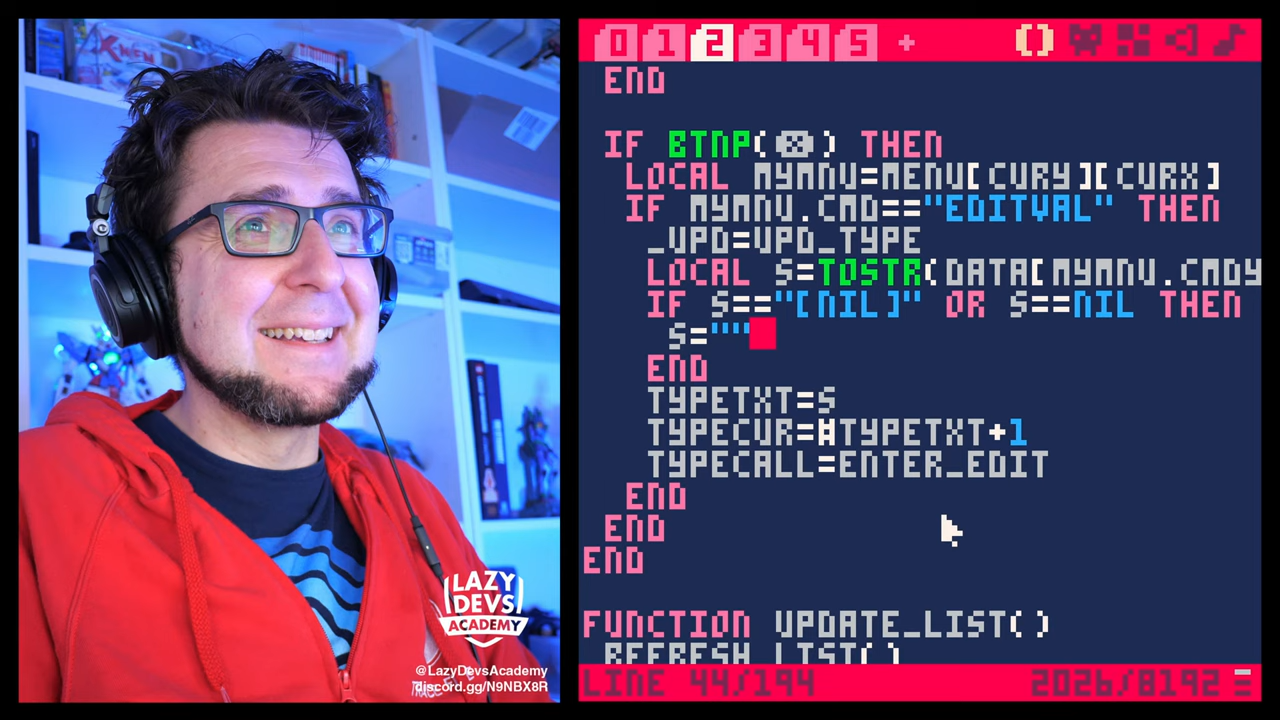 X-MEN
LAZY
DEVS
ACADEMY
@LazyDevsAcademy
discord.gg/N9NBX8R
0 1 2 3 4 5 +
END
IF BTNP(❎) THEN
LOCAL MYMNU=MENU[CURY][CURX]
IF MYMNU.CMD=="EDITVAL" THEN
_UPD=UPD_TYPE
LOCAL S=TOSTR(DATA[MYMNU.CMDY
IF S=="[NIL]" OR S==NIL THEN
S=""
END
TYPETXT=S
TYPECUR=#TYPETXT+1
TYPECALL=ENTER_EDIT
END
END
END
FUNCTION UPDATE_LIST()
REFRESH_LIST()
LINE 44/194
2026/8192